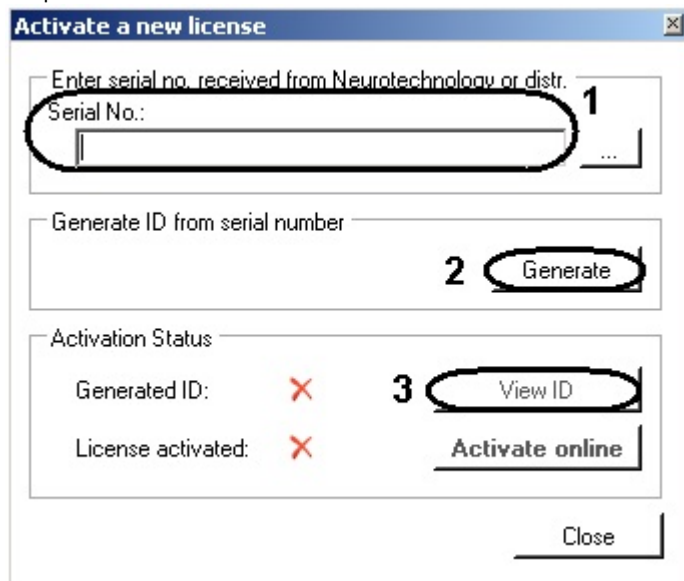 Activate a new license
Enter serial no. received from Neurotechnology or distr.
Serial No.:
1
...
Generate ID from serial number
2 Generate
Activation Status
Generated ID: 3 View ID
License activated: Activate online
Close